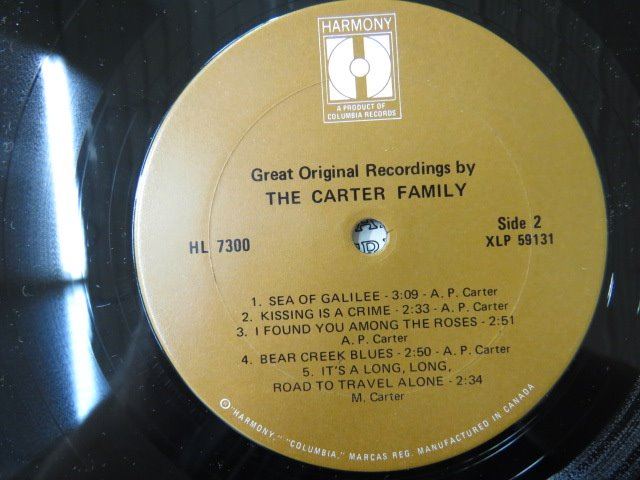 HARMONY
A PRODUCT OF
COLUMBIA RECORDS
Great Original Recordings by
THE CARTER FAMILY
HL 7300
Side 2
XLP 59131
1. SEA OF GALILEE - 3:09 - A. P. Carter
2. KISSING IS A CRIME - 2:33 - A. P. Carter
3. I FOUND YOU AMONG THE ROSES - 2:51
A. P. Carter
4. BEAR CREEK BLUES - 2:50 - A. P. Carter
5. IT'S A LONG, LONG,
ROAD TO TRAVEL ALONE - 2:34
M. Carter
"HARMONY," "COLUMBIA," MARCAS REG. MANUFACTURED IN CANADA